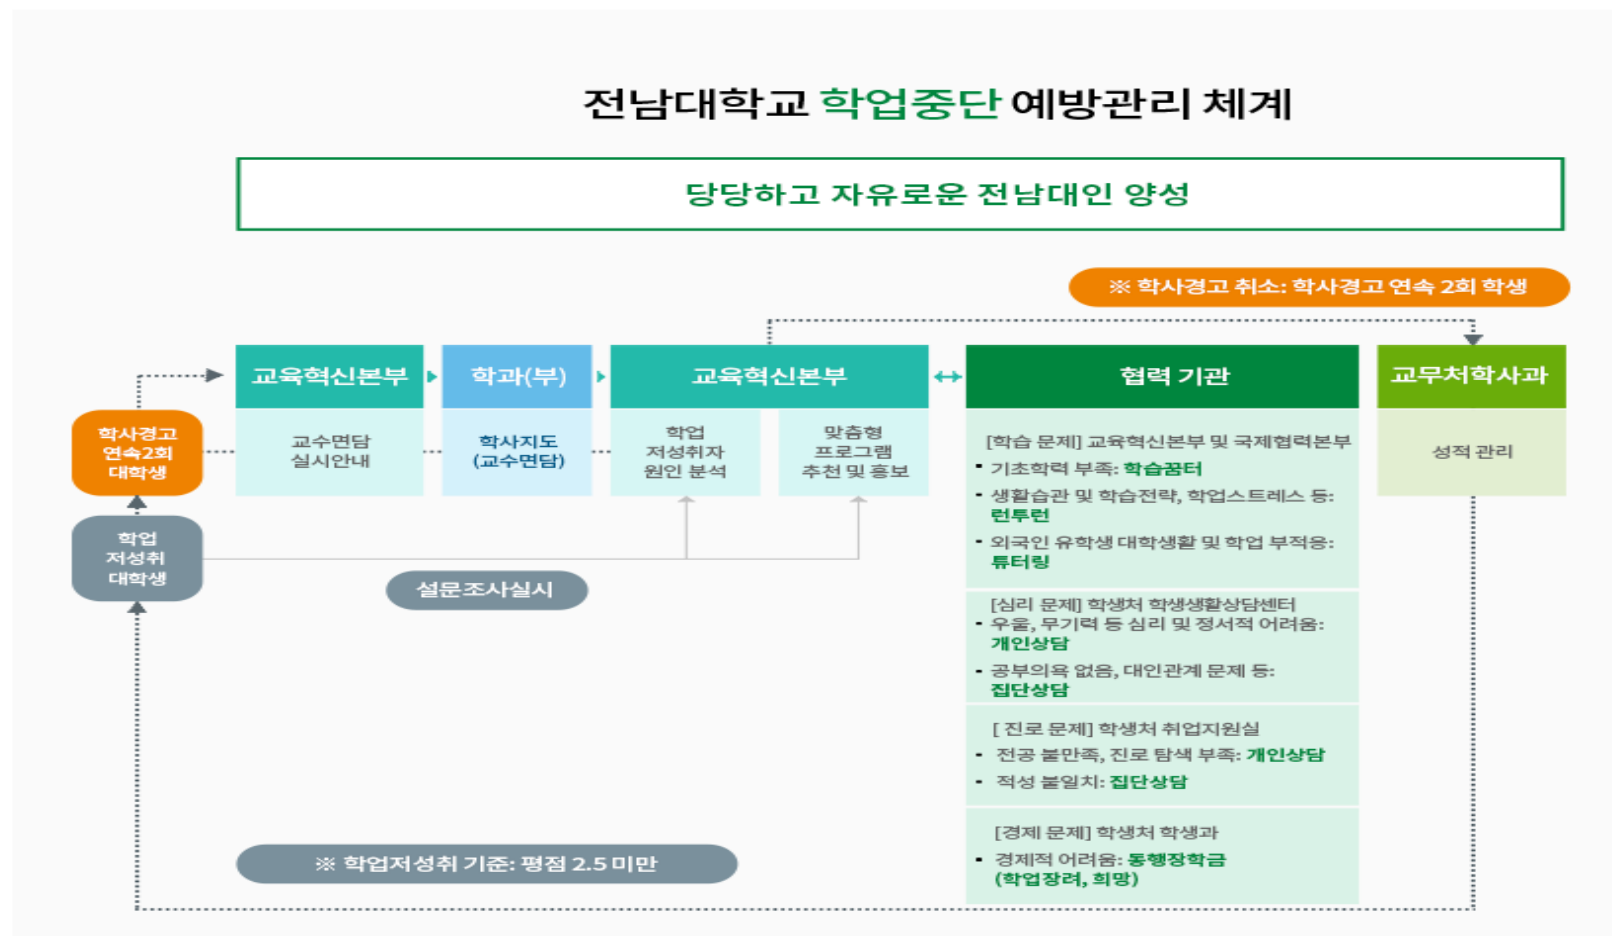 전남대학교 학업중단 예방관리 체계
당당하고 자유로운 전남대인 양성
※ 학사경고 취소: 학사경고 연속 2회 학생
교육혁신본부
학과(부)
교육혁신본부
협력 기관
교무처학사과
학사경고
연속2회
대학생
교수면담
실시안내
학사지도
(교수면담)
학업
저성취자
원인 분석
맞춤형
프로그램
추천 및 홍보
성적 관리
학업
저성취
대학생
설문조사실시
[학습 문제] 교육혁신본부 및 국제협력본부
- 기초학력 부족: 학습꿈터
- 생활습관 및 학습전략, 학업스트레스 등:
런투런
- 외국인 유학생 대학생활 및 학업 부적응:
튜터링
[심리 문제] 학생처 학생생활상담센터
- 우울, 무기력 등 심리 및 정서적 어려움:
개인상담
- 공부의욕 없음, 대인관계 문제 등:
집단상담
[ 진로 문제] 학생처 취업지원실
- 전공 불만족, 진로 탐색 부족: 개인상담
- 적성 불일치: 집단상담
[경제 문제] 학생처 학생과
- 경제적 어려움: 동행장학금
(학업장려, 희망)
※ 학업저성취 기준: 평점 2.5 미만